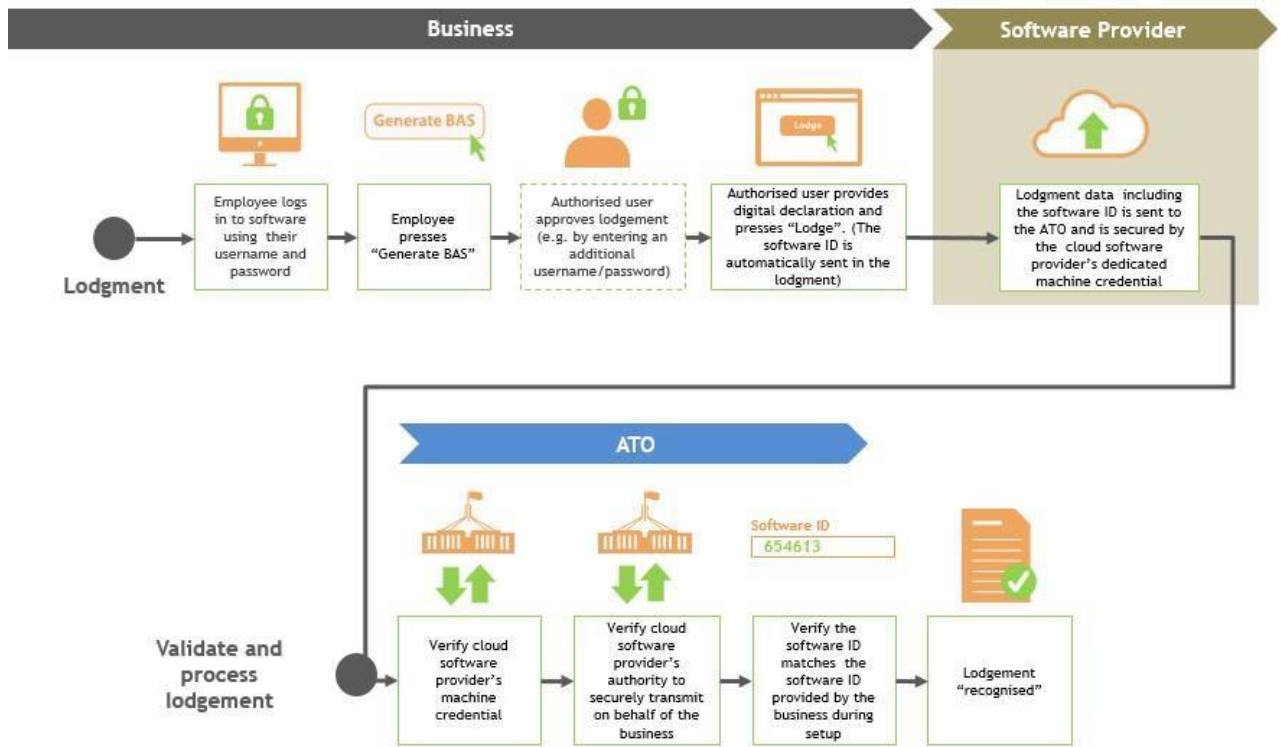 Business
Software Provider
Generate BAS
Lodge
Lodgment
Employee logs
in to software
using their
username and
password
Employee
presses
“Generate BAS”
Authorised user
approves lodgement
(e.g. by entering an
additional
username/password)
Authorised user provides
digital declaration and
presses “Lodge”. (The
software ID is
automatically sent in the
lodgment)
Lodgment data including
the software ID is sent to
the ATO and is secured by
the cloud software
provider’s dedicated
machine credential
ATO
Software ID
654613
Validate and
process
lodgement
Verify cloud
software
provider’s
machine
credential
Verify cloud
software
provider’s
authority to
securely transmit
on behalf of the
business
Verify the
software ID
matches the
software ID
provided by the
business during
setup
Lodgement
“recognised”